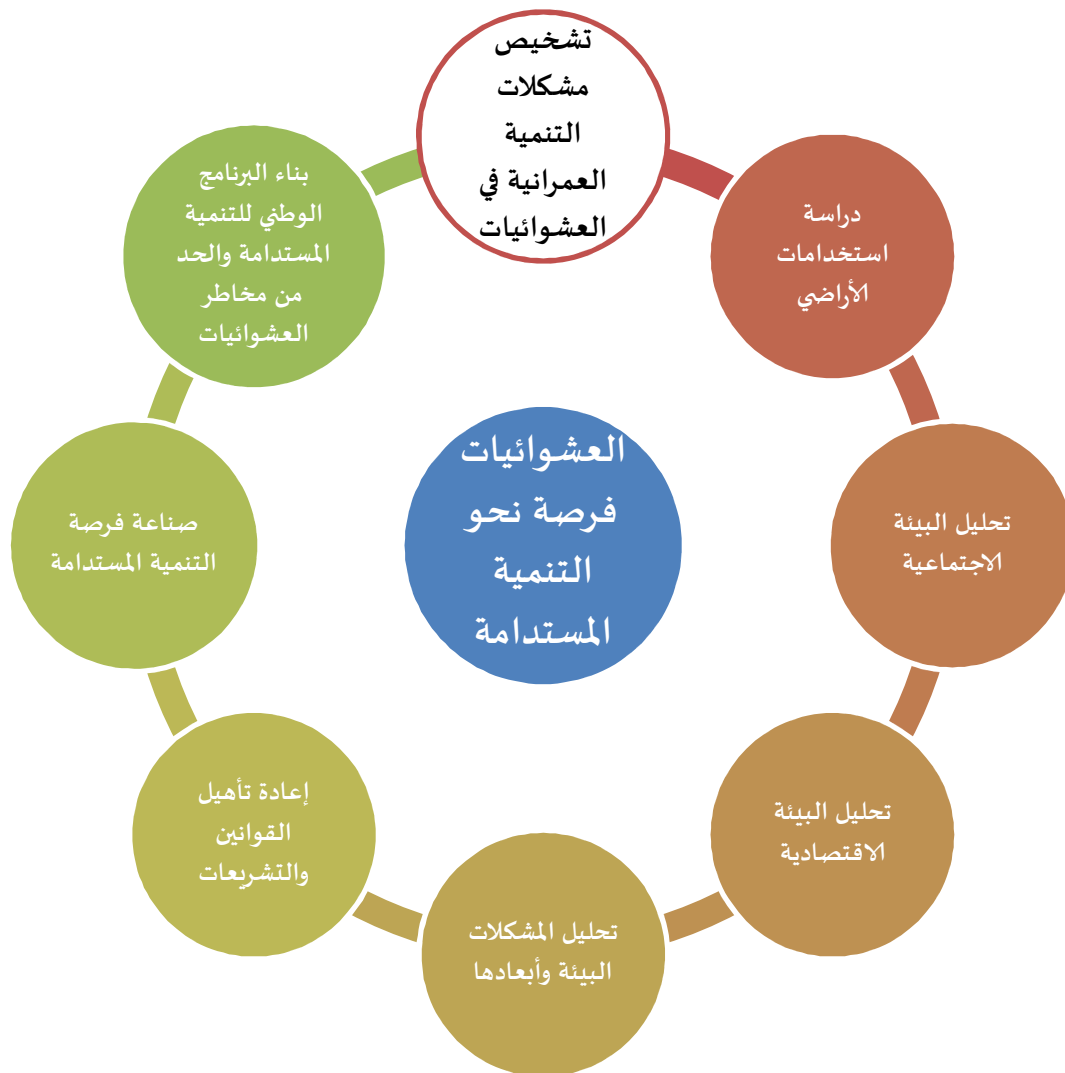 تشخيص
مشكلات
التنمية
العمرانية في
العشوائيات
دراسة
استخدامات
الأراضي
تحليل البيئة
الاجتماعية
تحليل البيئة
الاقتصادية
تحليل المشكلات
البيئة وأبعادها
إعادة تأهيل
القوانين
والتشريعات
صناعة فرصة
التنمية المستدامة
بناء البرنامج
الوطني للتنمية
المستدامة والحد
من مخاطر
العشوائيات
العشوائيات
فرصة نحو
التنمية
المستدامة